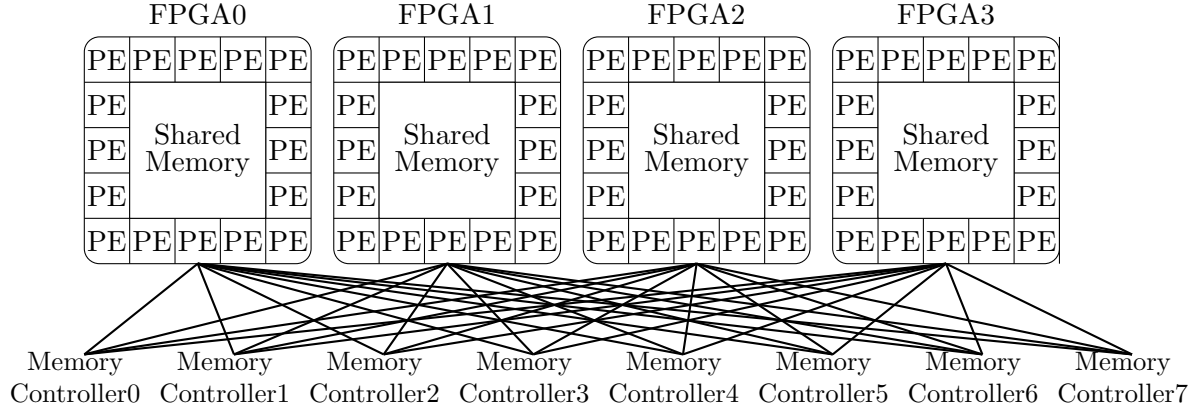 FPGA0 FPGA1 FPGA2 FPGA3
PE PE PE PE PE PE PE PE PE PE PE PE PE PE PE PE PE PE PE PE
PE PE PE PE PE PE PE PE
Shared Shared Shared Shared
PE PE PE PE PE PE PE PE
Memory Memory Memory Memory
PE PE PE PE PE PE PE PE
PE PE PE PE PE PE PE PE PE PE PE PE PE PE PE PE PE PE PE PE
Memory Memory Memory Memory Memory Memory Memory Memory
Controller0 Controller1 Controller2 Controller3 Controller4 Controller5 Controller6 Controller7